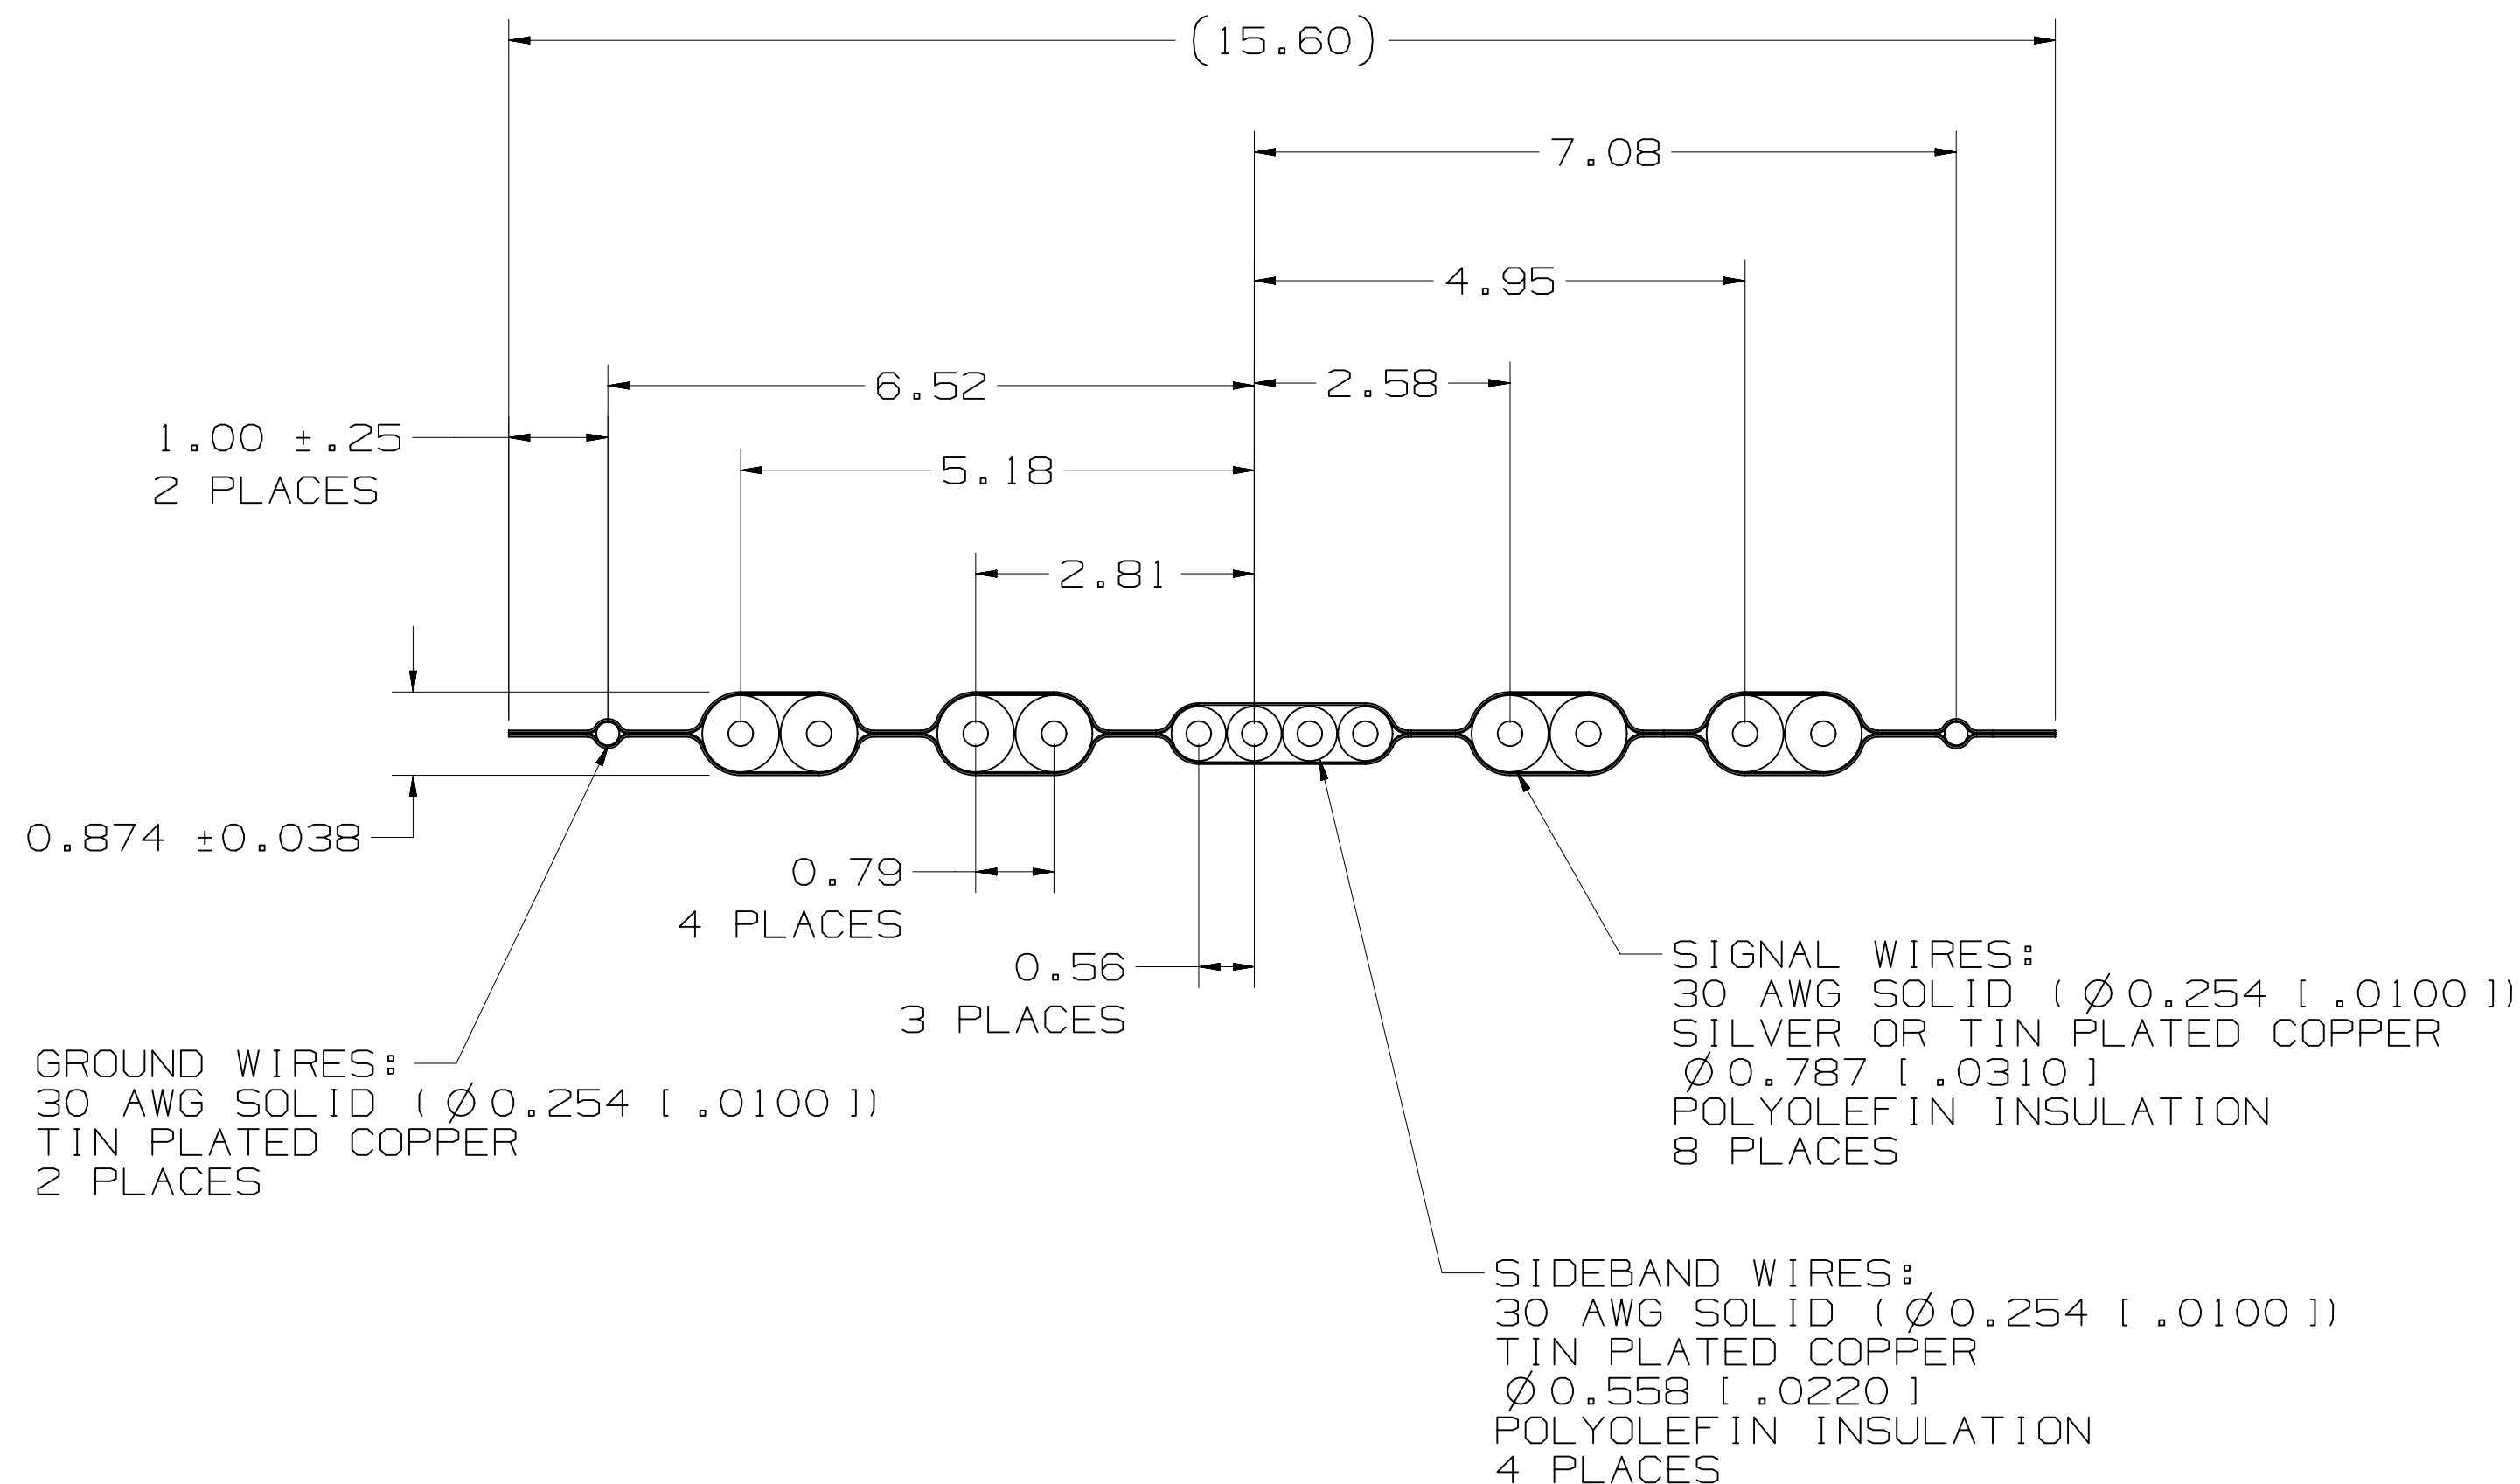 (15.60)
7.08
4.95
6.52
2.58
1.00 ±.25
2 PLACES
5.18
2.81
0.874 ±0.038
0.79
4 PLACES
0.56
3 PLACES
SIGNAL WIRES:
30 AWG SOLID (Ø0.254 [.0100])
SILVER OR TIN PLATED COPPER
Ø0.787 [.0310]
POLYOLEFIN INSULATION
8 PLACES
GROUND WIRES:
30 AWG SOLID (Ø0.254 [.0100])
TIN PLATED COPPER
2 PLACES
SIDEBAND WIRES:
30 AWG SOLID (Ø0.254 [.0100])
TIN PLATED COPPER
Ø0.558 [.0220]
POLYOLEFIN INSULATION
4 PLACES